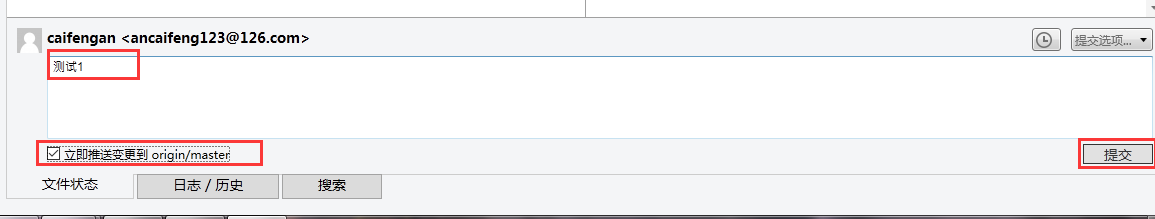 caifengan <ancaifeng123@126.com>
提交选项...
测试1
立即推送变更到 origin/master
提交
文件状态
日志 / 历史
搜索